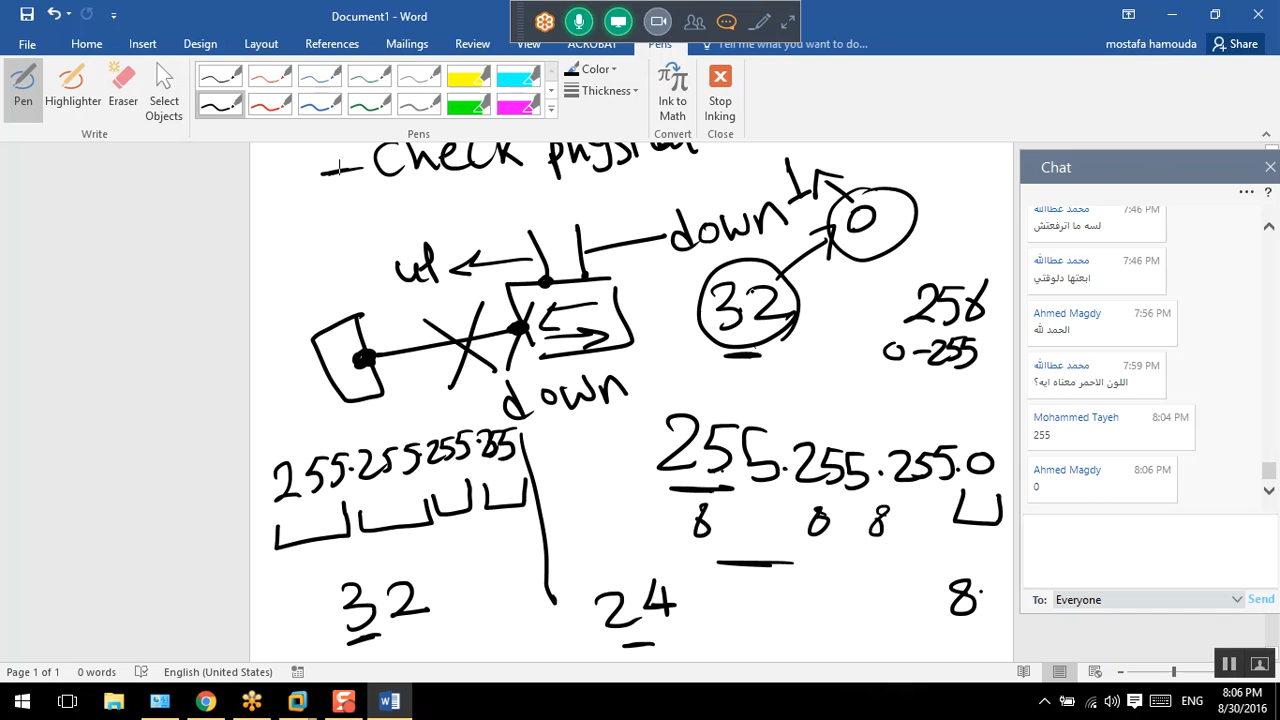 Document1 - Word
File
Home
Insert
Design
Layout
References
Mailings
Review
View
ACROBAT
Pens
Tell me what you want to do...
mostafa hamouda
Share
Pen
Highlighter
Eraser
Select Objects
Color
Thickness
Ink to Math
Stop Inking
Write
Pens
Convert
Close
- Check physical
down
1
0
up
32
256
0-255
down
255.255.255.255
255.255.255.0
8 8 8
32
24
8
Chat
محمد عطاالله 7:46 PM
لسه ما اترفعتش
محمد عطاالله 7:46 PM
ابعتها دلوقتي
Ahmed Magdy 7:56 PM
الحمد لله
محمد عطاالله 7:59 PM
اللون الاحمر معناه ايه؟
Mohammed Tayeh 8:04 PM
255
Ahmed Magdy 8:06 PM
0
To: Everyone Send
Page 1 of 1 0 words English (United States)
ENG
8:06 PM
8/30/2016